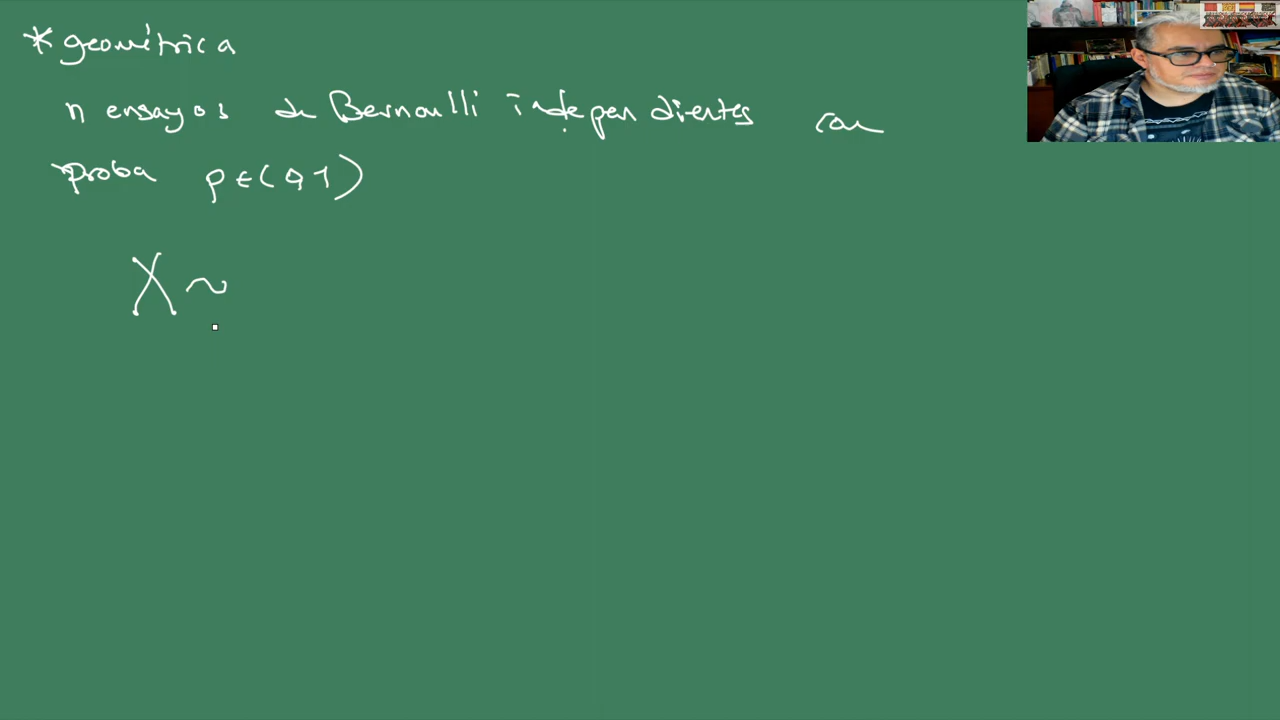 * geométrica
n ensayos de Bernoulli independientes con
proba p ∈ (0,1)
X ~